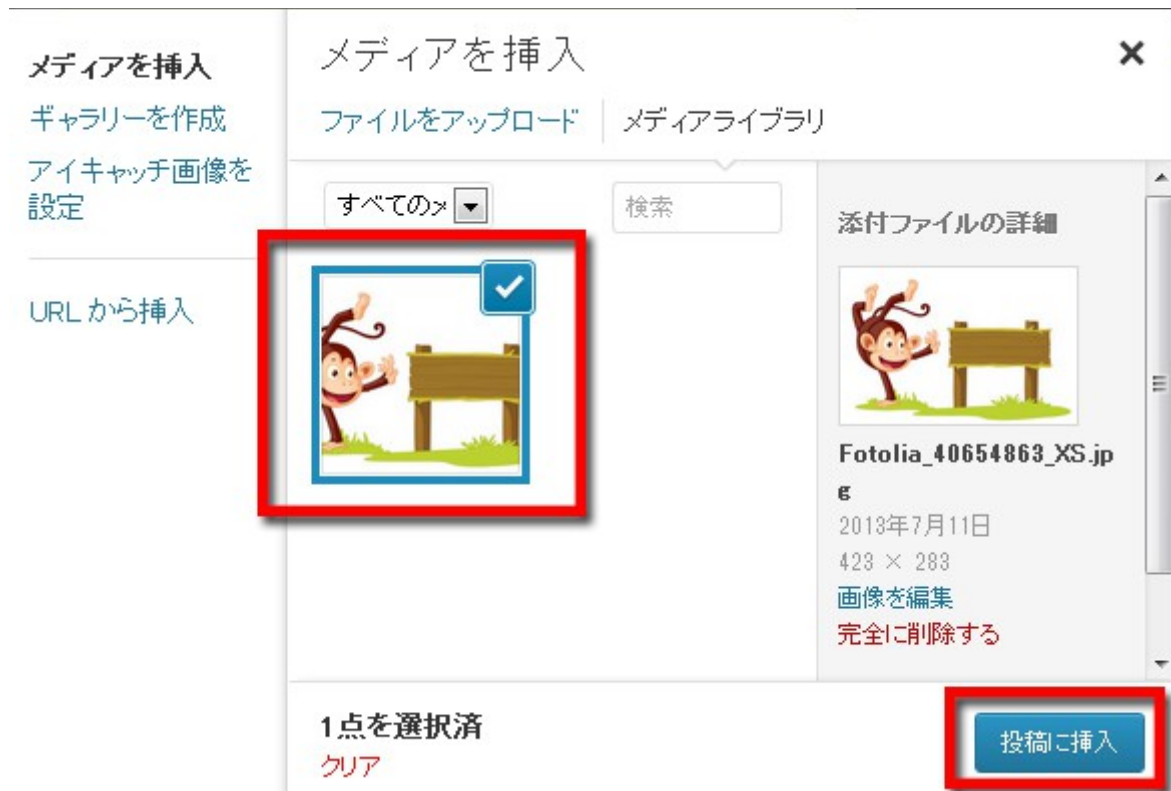 メディアを挿入
ギャラリーを作成
アイキャッチ画像を
設定
URL から挿入
メディアを挿入
ファイルをアップロード
メディアライブラリ
すべてのメ
検索
添付ファイルの詳細
Fotolia_40654863_XS.jp
g
2013年7月11日
423 × 283
画像を編集
完全に削除する
1点を選択済
クリア
投稿に挿入